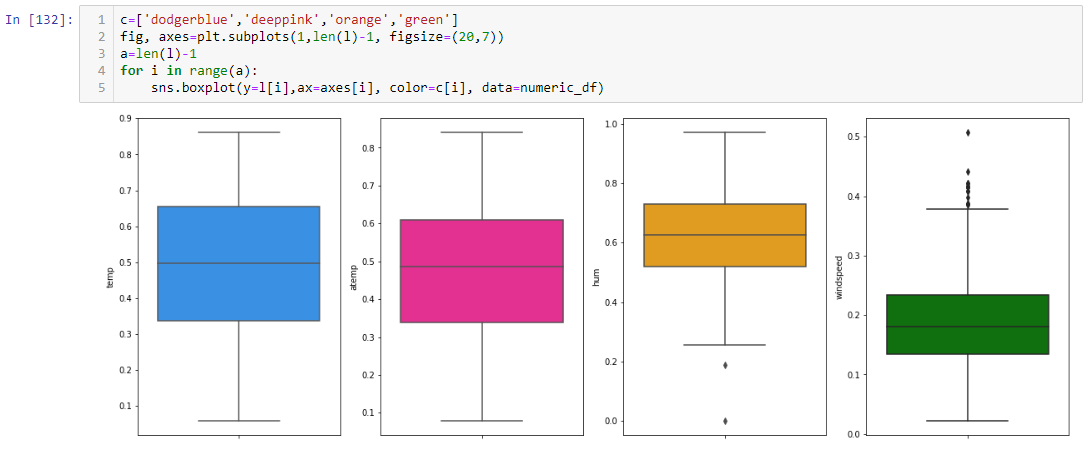 In [132]:
1 c=['dodgerblue','deeppink','orange','green']
2 fig, axes=plt.subplots(1,len(l)-1, figsize=(20,7))
3 a=len(l)-1
4 for i in range(a):
5     sns.boxplot(y=l[i],ax=axes[i], color=c[i], data=numeric_df)
0.9
0.8
0.7
0.6
0.5
0.4
0.3
0.2
0.1
temp
0.8
0.7
0.6
0.5
0.4
0.3
0.2
0.1
atemp
1.0
0.8
0.6
0.4
0.2
0.0
hum
0.5
0.4
0.3
0.2
0.1
0.0
windspeed